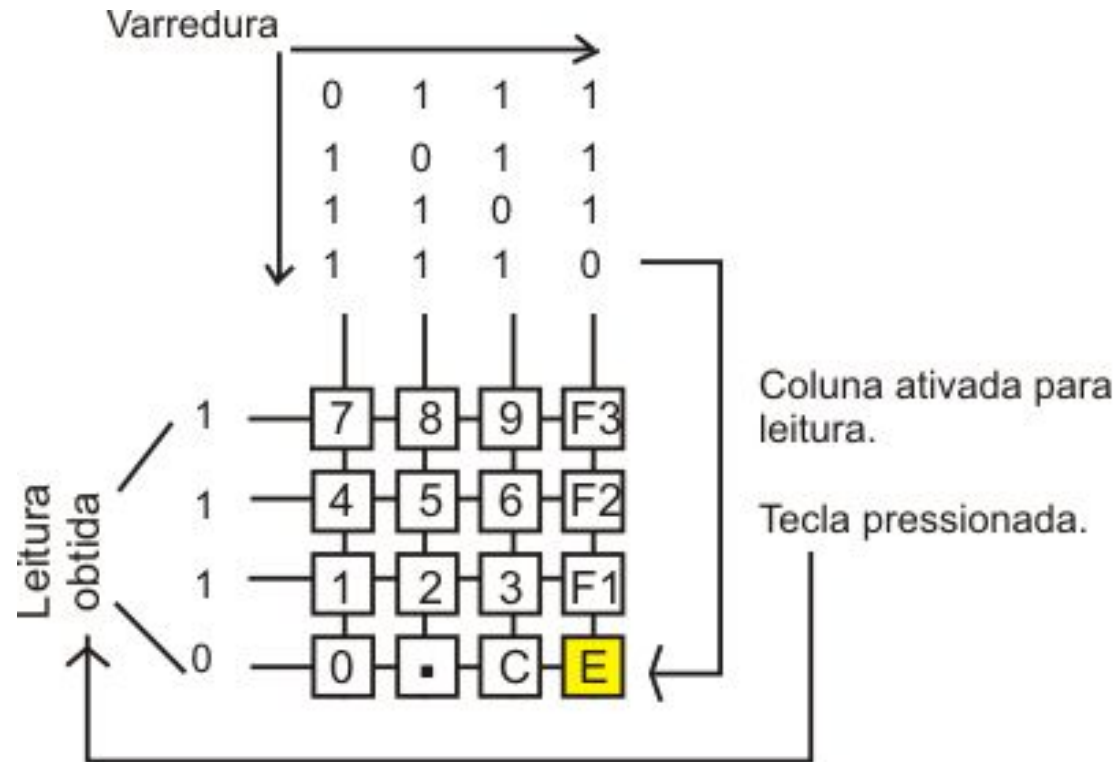 Varredura
0 1 1 1
1 0 1 1
1 1 0 1
1 1 1 0
Coluna ativada para
leitura.
Tecla pressionada.
Leitura
obtida
1 7 8 9 F3
1 4 5 6 F2
1 1 2 3 F1
0 0 . C E